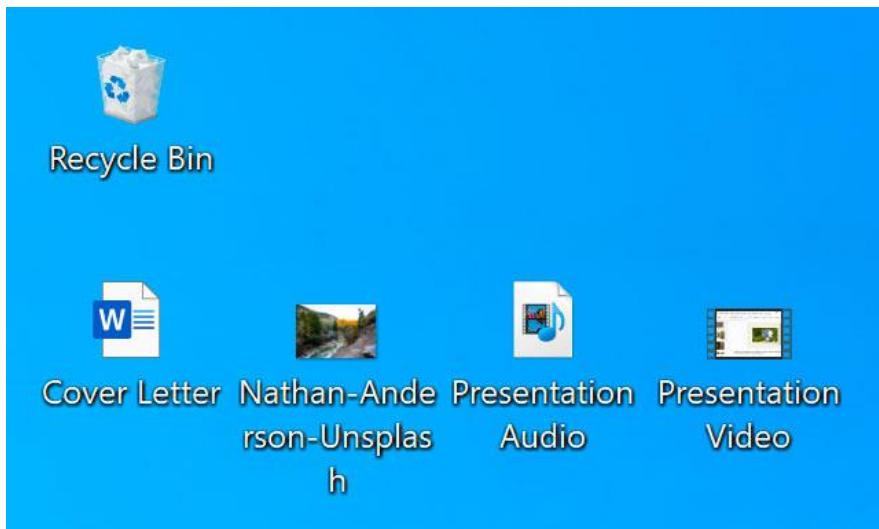 Recycle Bin
W
Cover Letter
Nathan-Ande
rson-Unsplas
h
Presentation
Audio
Presentation
Video